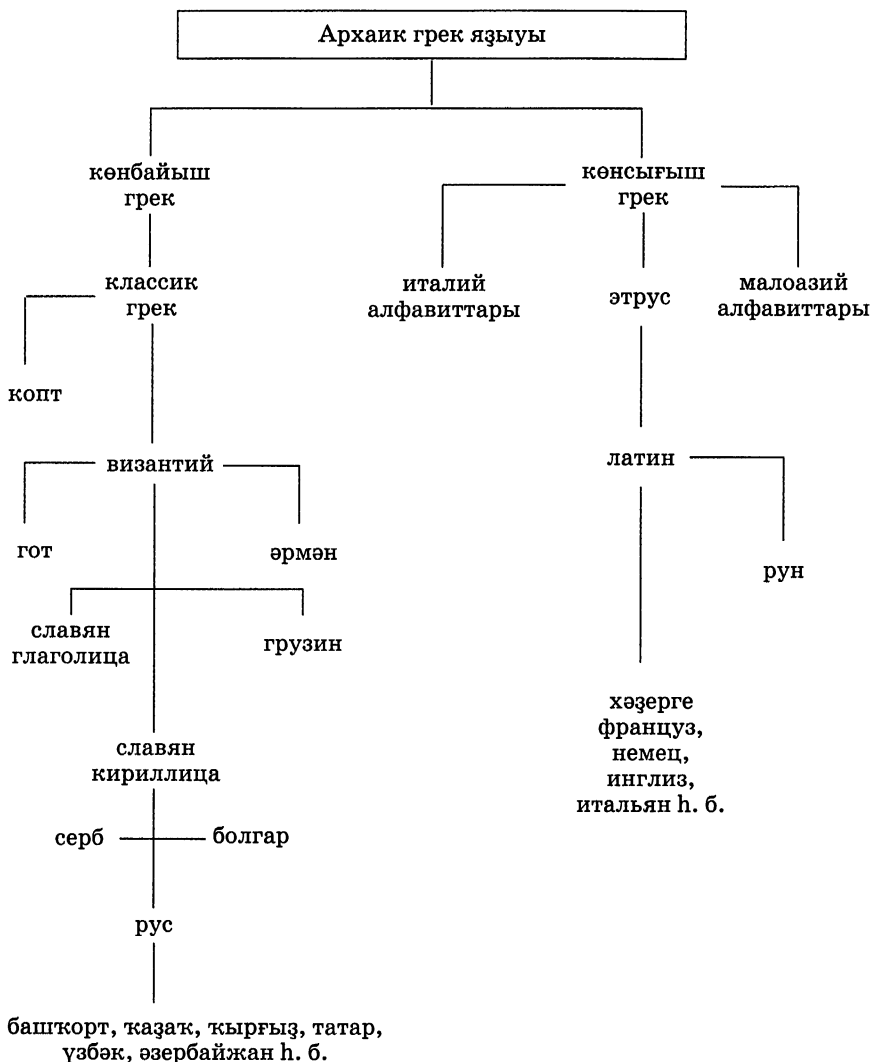 Архаик грек яҙыуы
көнбайыш
грек
көнсығыш
грек
классик
грек
италий
алфавиттары
этрус
малоазий
алфавиттары
копт
византий
латин
гот
әрмән
рун
славян
глаголица
грузин
хәҙерге
француз,
немец,
инглиз,
итальян һ. б.
славян
кириллица
серб
болгар
рус
башҡорт, ҡаҙаҡ, ҡырғыҙ, татар,
үзбәк, әзербайжан һ. б.